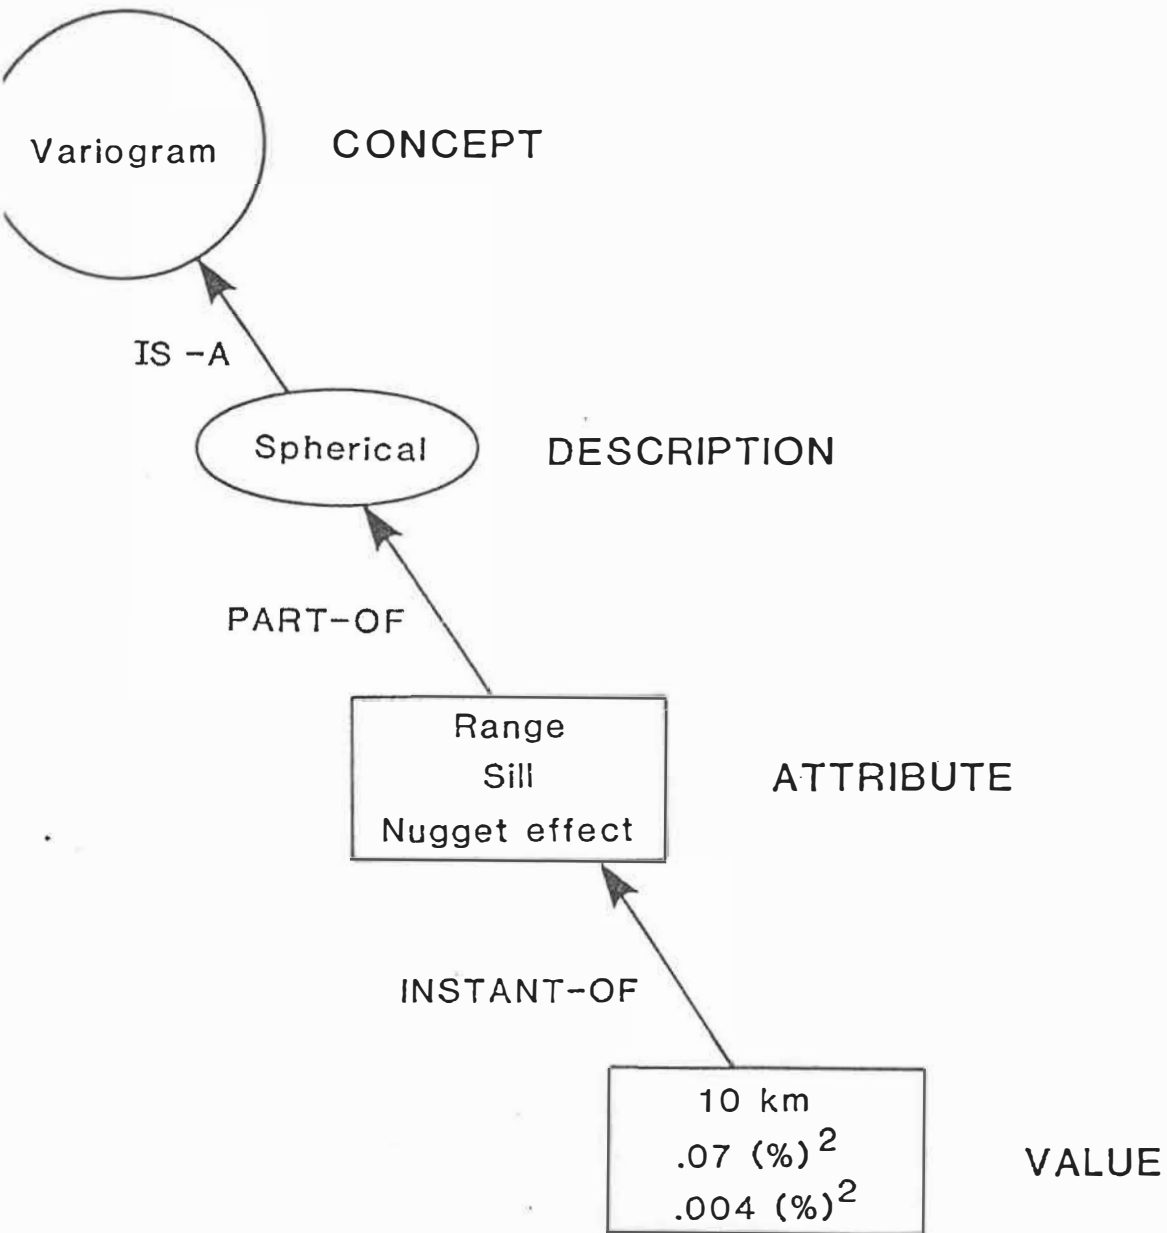 Variogram
CONCEPT
IS -A
Spherical
DESCRIPTION
PART-OF
Range
Sill
Nugget effect
ATTRIBUTE
INSTANT-OF
10 km
.07 (%)²
.004 (%)²
VALUE